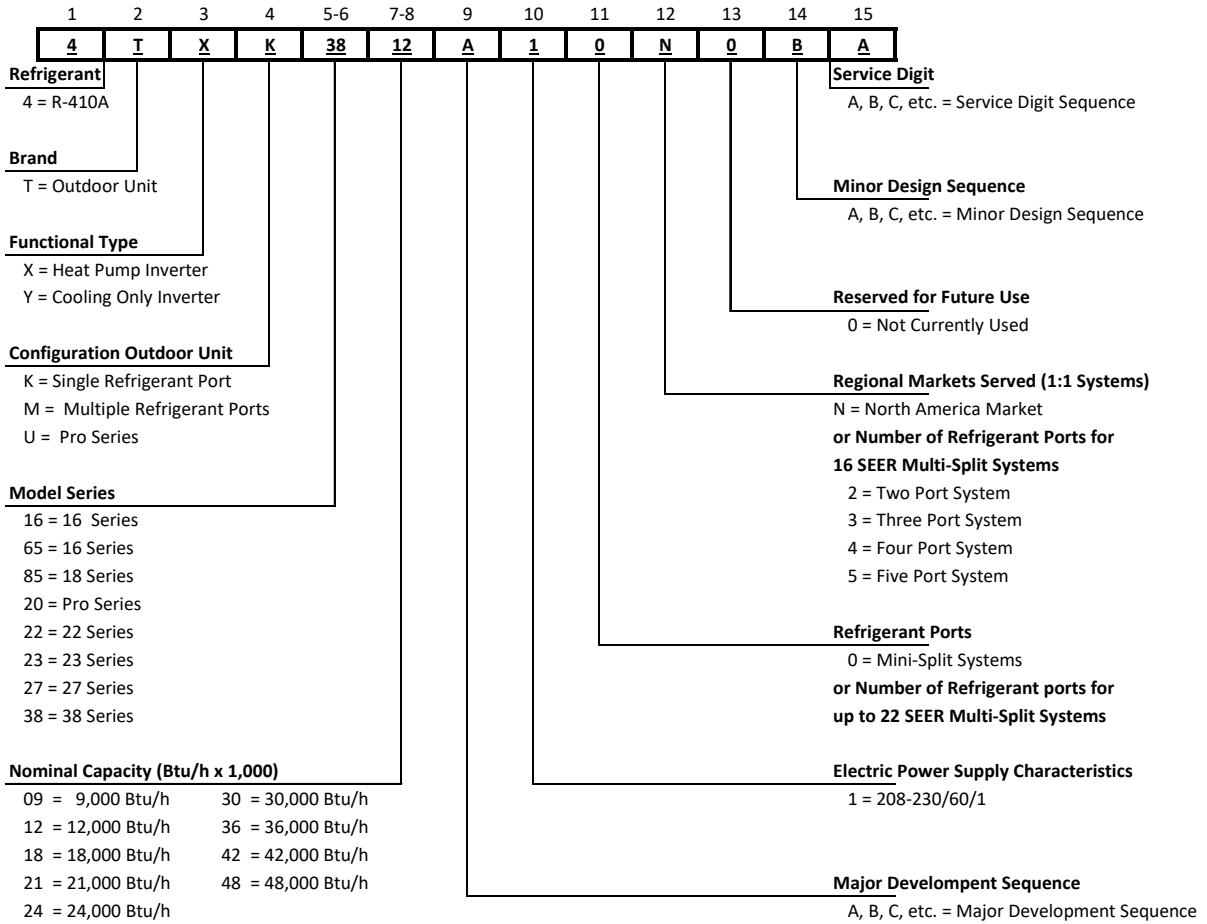 1 2 3 4 5-6 7-8 9 10 11 12 13 14 15
4 T X K 38 12 A 1 0 N 0 B A
Refrigerant
4 = R-410A
Brand
T = Outdoor Unit
Functional Type
X = Heat Pump Inverter
Y = Cooling Only Inverter
Configuration Outdoor Unit
K = Single Refrigerant Port
M = Multiple Refrigerant Ports
U = Pro Series
Model Series
16 = 16 Series
65 = 16 Series
85 = 18 Series
20 = Pro Series
22 = 22 Series
23 = 23 Series
27 = 27 Series
38 = 38 Series
Nominal Capacity (Btu/h x 1,000)
09 = 9,000 Btu/h 30 = 30,000 Btu/h
12 = 12,000 Btu/h 36 = 36,000 Btu/h
18 = 18,000 Btu/h 42 = 42,000 Btu/h
21 = 21,000 Btu/h 48 = 48,000 Btu/h
24 = 24,000 Btu/h
Service Digit
A, B, C, etc. = Service Digit Sequence
Minor Design Sequence
A, B, C, etc. = Minor Design Sequence
Reserved for Future Use
0 = Not Currently Used
Regional Markets Served (1:1 Systems)
N = North America Market
or Number of Refrigerant Ports for
16 SEER Multi-Split Systems
2 = Two Port System
3 = Three Port System
4 = Four Port System
5 = Five Port System
Refrigerant Ports
0 = Mini-Split Systems
or Number of Refrigerant ports for
up to 22 SEER Multi-Split Systems
Electric Power Supply Characteristics
1 = 208-230/60/1
Major Develompent Sequence
A, B, C, etc. = Major Development Sequence